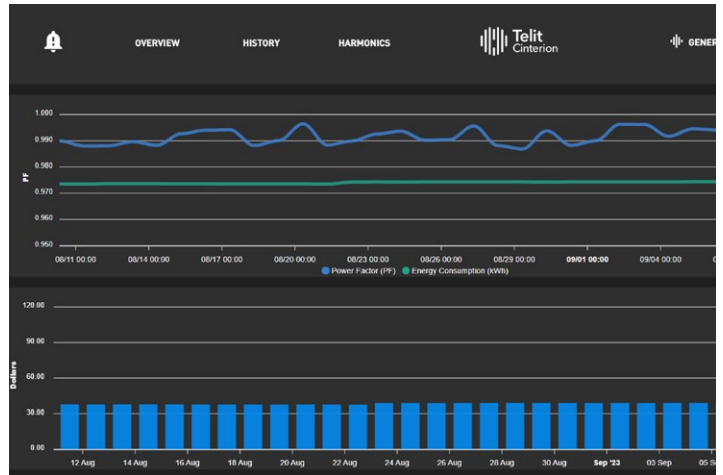 OVERVIEW HISTORY HARMONICS Telit Cinterion GENER
1.000
0.990
0.980
0.970
0.960
0.950
PF
08/11 00:00 08/14 00:00 08/17 00:00 08/20 00:00 08/23 00:00 08/26 00:00 08/29 00:00 09/01 00:00 09/04 00:00 0
Power Factor (PF) Energy Consumption (kWh)
120.00
90.00
60.00
30.00
0.00
Dollars
12 Aug 14 Aug 16 Aug 18 Aug 20 Aug 22 Aug 24 Aug 26 Aug 28 Aug 30 Aug Sep '23 03 Sep 05 S